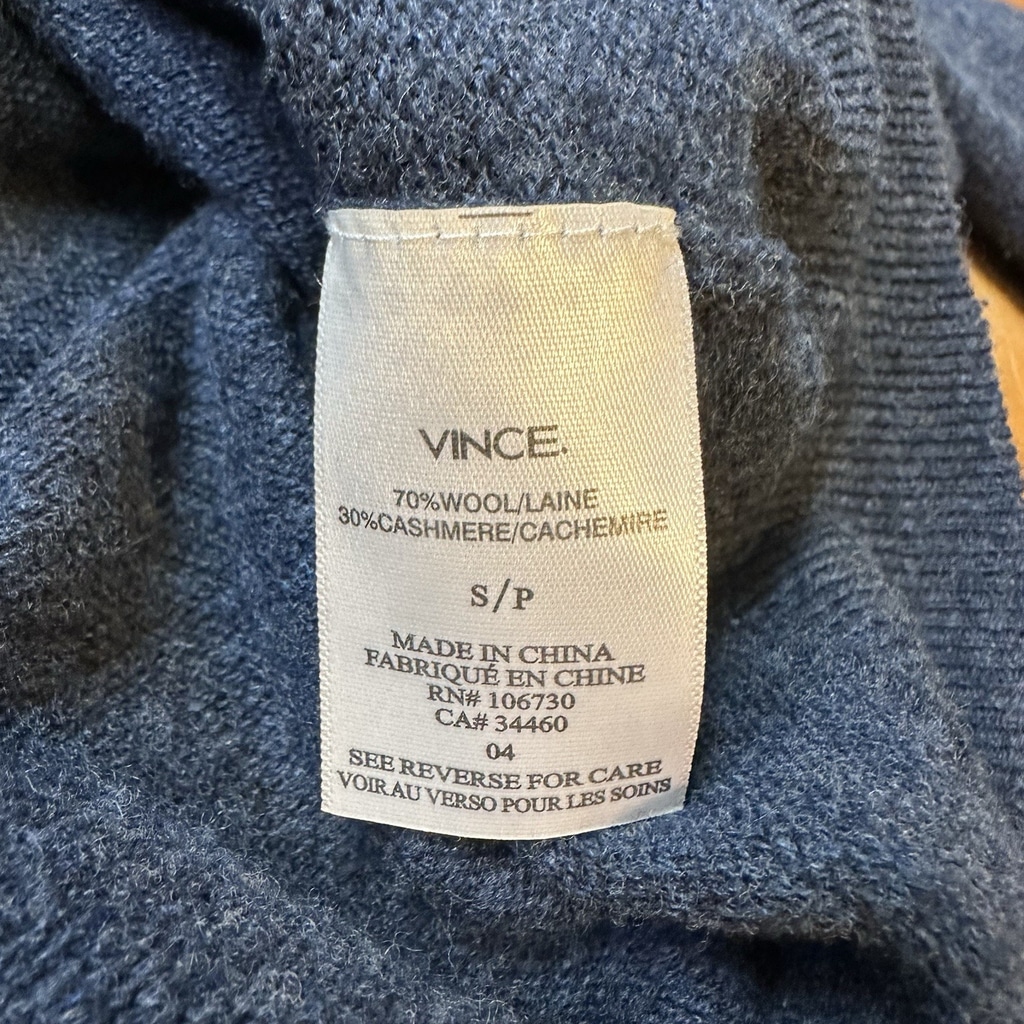 VINCE.
70%WOOL/LAINE
30%CASHMERE/CACHEMIRE
S/P
MADE IN CHINA
FABRIQUÉ EN CHINE
RN# 106730
CA# 34460
04
SEE REVERSE FOR CARE
VOIR AU VERSO POUR LES SOINS